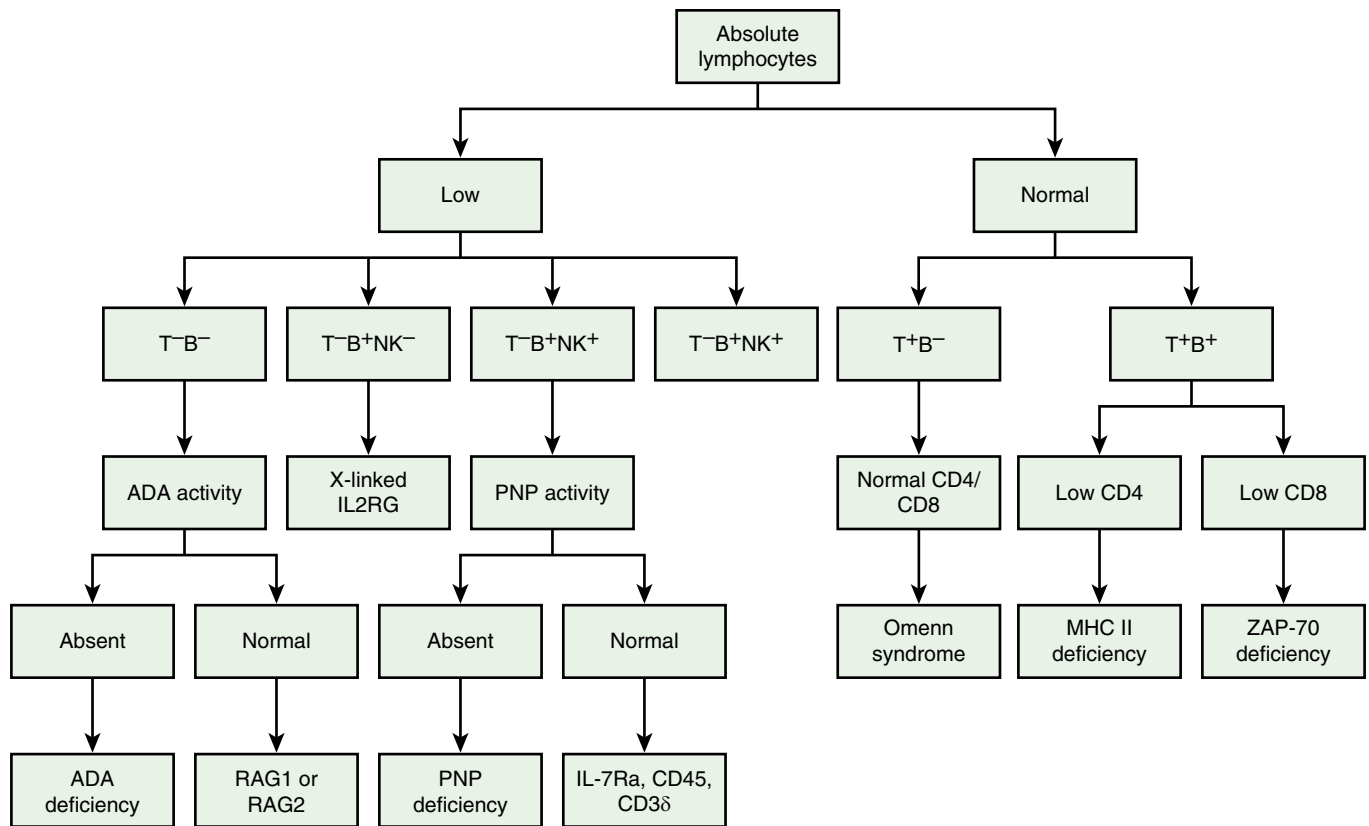 Absolute
lymphocytes
Low
Normal
T⁻B⁻
T⁻B⁺NK⁻
T⁻B⁺NK⁺
T⁻B⁺NK⁺
T⁺B⁻
T⁺B⁺
ADA activity
X-linked
IL2RG
PNP activity
Normal CD4/
CD8
Low CD4
Low CD8
Absent
Normal
Absent
Normal
Omenn
syndrome
MHC II
deficiency
ZAP-70
deficiency
ADA
deficiency
RAG1 or
RAG2
PNP
deficiency
IL-7Ra, CD45,
CD3δ